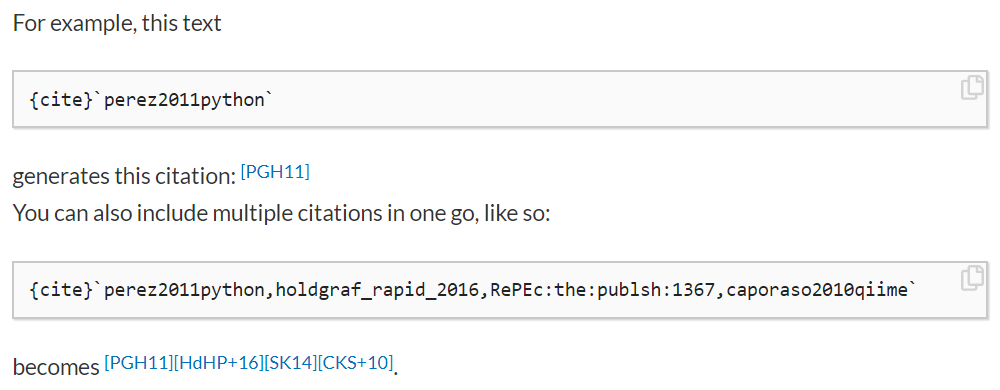 For example, this text
{cite}`perez2011python`
generates this citation: [PGH11]
You can also include multiple citations in one go, like so:
{cite}`perez2011python,holdgraf_rapid_2016,RePEc:the:publsh:1367,caporaso2010qiime`
becomes [PGH11][HdHP+16][SK14][CKS+10].